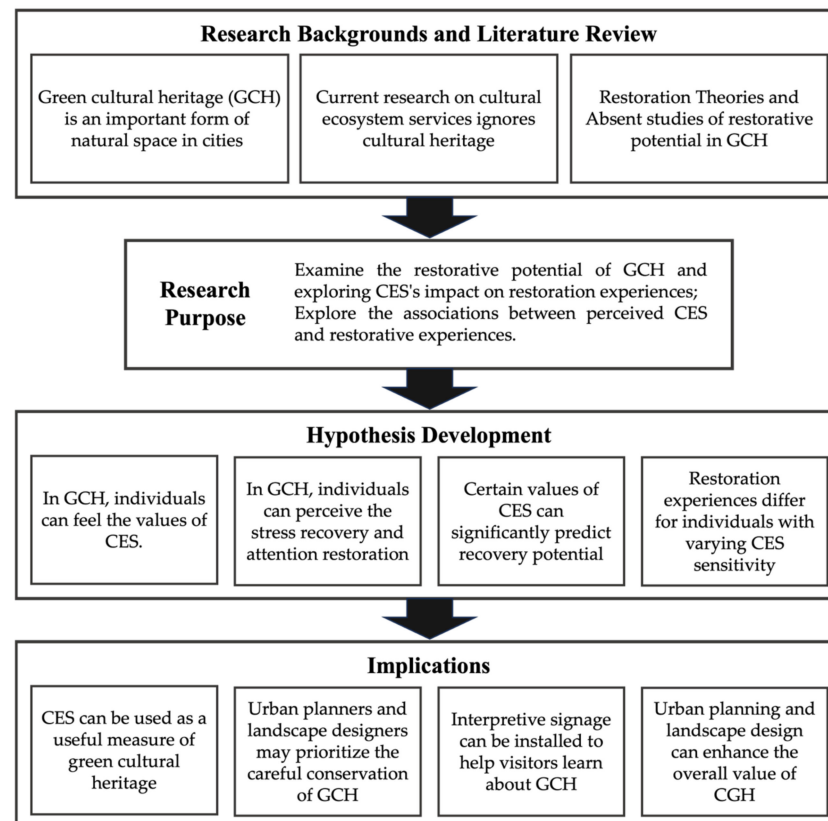 Research Backgrounds and Literature Review
Green cultural heritage (GCH)
is an important form of
natural space in cities
Current research on cultural
ecosystem services ignores
cultural heritage
Restoration Theories and
Absent studies of restorative
potential in GCH
Research
Purpose
Examine the restorative potential of GCH and
exploring CES's impact on restoration experiences;
Explore the associations between perceived CES
and restorative experiences.
Hypothesis Development
In GCH, individuals
can feel the values of
CES.
In GCH, individuals
can perceive the
stress recovery and
attention restoration
Certain values of
CES can
significantly predict
recovery potential
Restoration
experiences differ
for individuals with
varying CES
sensitivity
Implications
CES can be used as a
useful measure of
green cultural
heritage
Urban planners and
landscape designers
may prioritize the
careful conservation
of GCH
Interpretive signage
can be installed to
help visitors learn
about GCH
Urban planning and
landscape design
can enhance the
overall value of
CGH